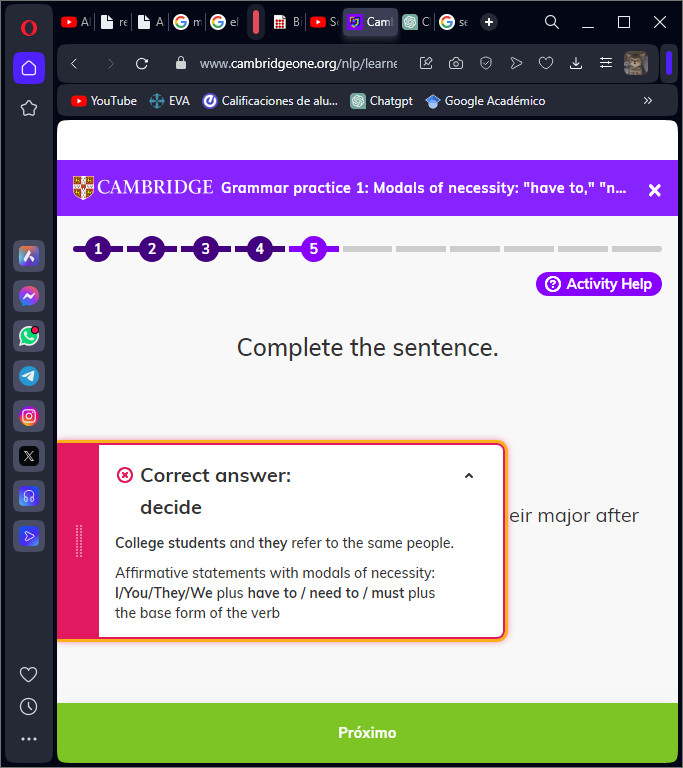 www.cambridgeone.org/nlp/learne
YouTube EVA Calificaciones de alu... Chatgpt Google Académico
CAMBRIDGE Grammar practice 1: Modals of necessity: "have to," "n...
1 2 3 4 5
Activity Help
Complete the sentence.
Correct answer:
decide
eir major after
College students and they refer to the same people.
Affirmative statements with modals of necessity:
I/You/They/We plus have to / need to / must plus
the base form of the verb
Próximo